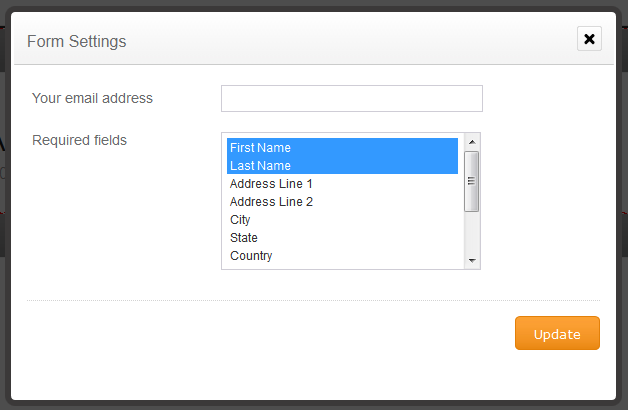 Form Settings
Your email address
Required fields
First Name
Last Name
Address Line 1
Address Line 2
City
State
Country
Update